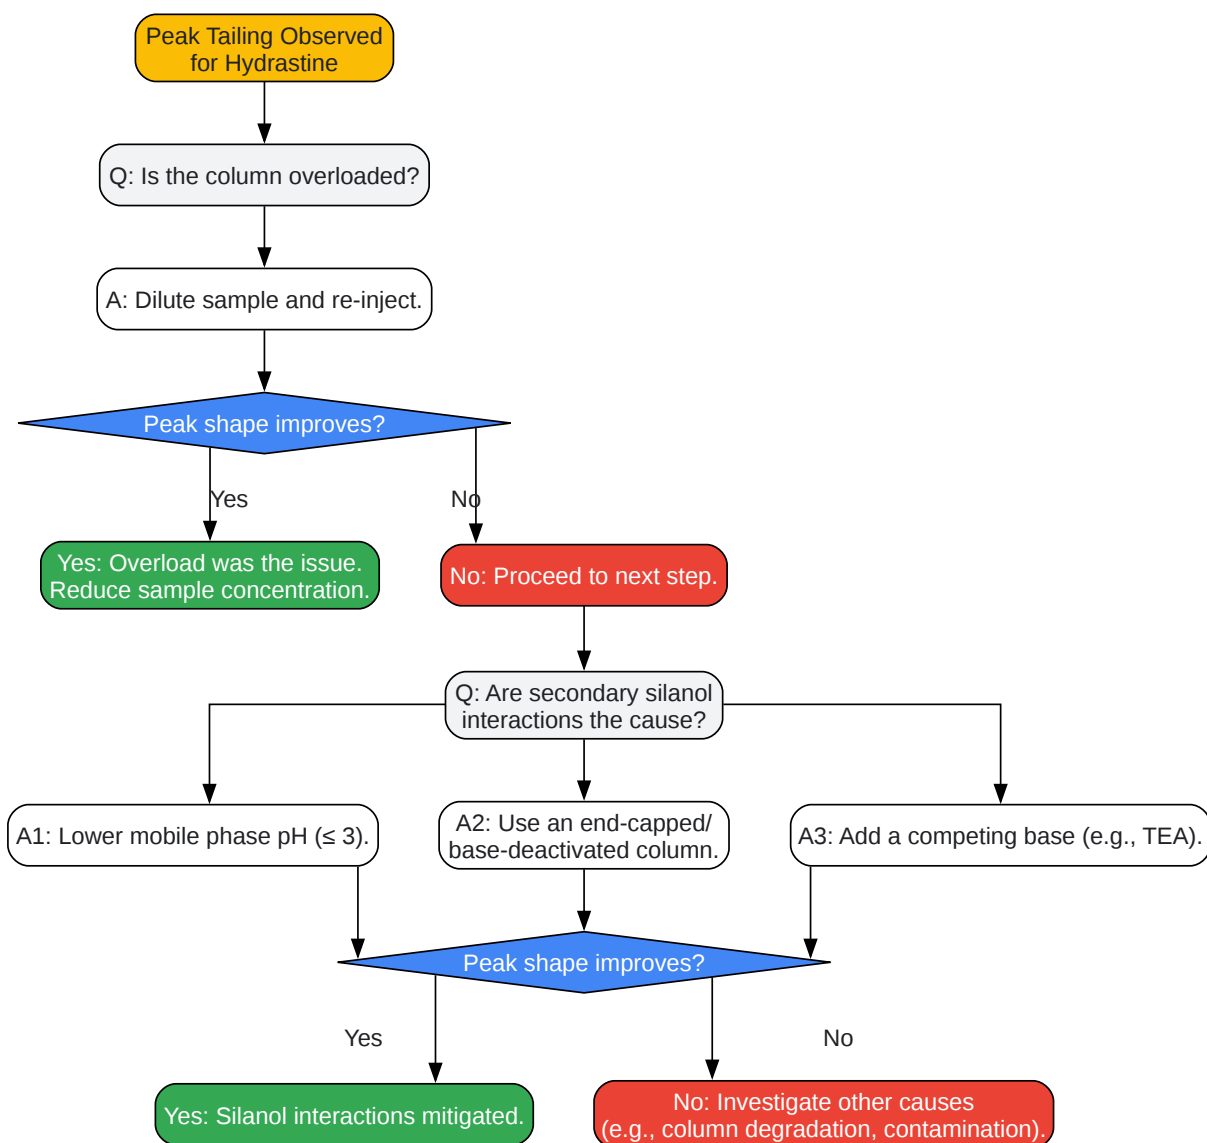 Peak Tailing Observed
for Hydrastine
Q: Is the column overloaded?
A: Dilute sample and re-inject.
Peak shape improves?
Yes
No
Yes: Overload was the issue.
Reduce sample concentration.
No: Proceed to next step.
Q: Are secondary silanol
interactions the cause?
A1: Lower mobile phase pH (≤ 3).
A2: Use an end-capped/
base-deactivated column.
A3: Add a competing base (e.g., TEA).
Peak shape improves?
Yes
No
Yes: Silanol interactions mitigated.
No: Investigate other causes
(e.g., column degradation, contamination).